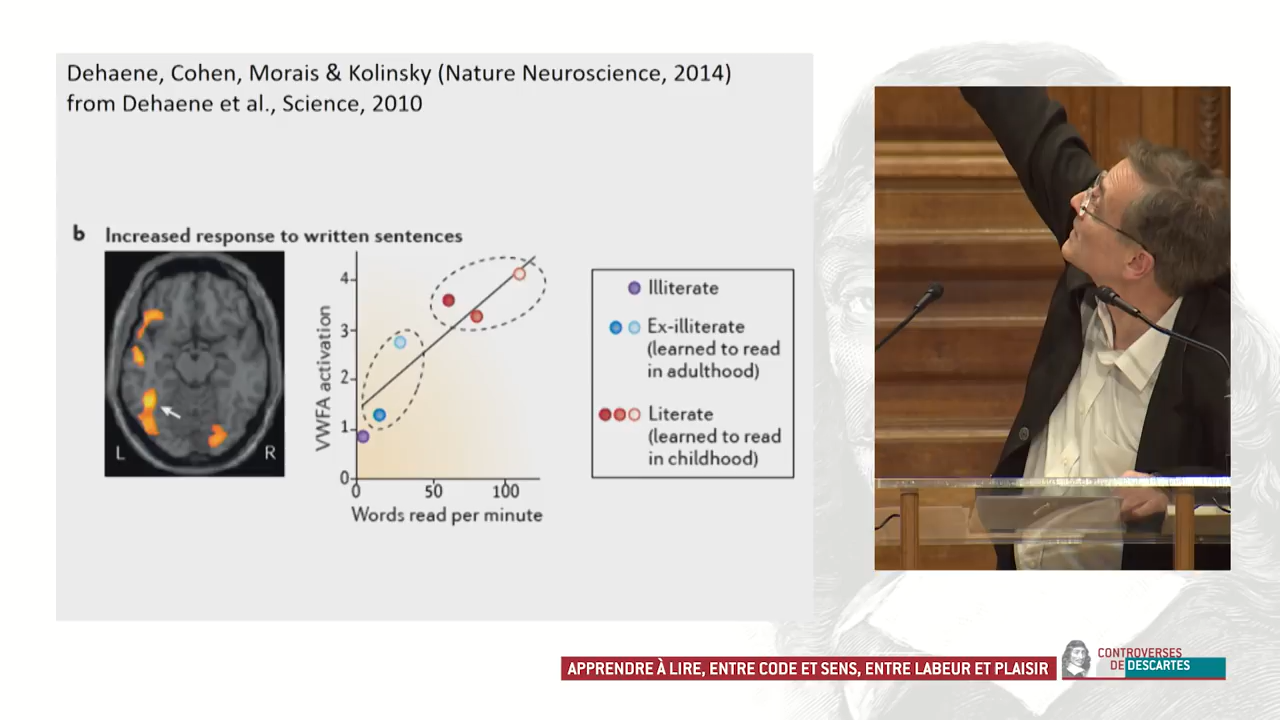 Dehaene, Cohen, Morais & Kolinsky (Nature Neuroscience, 2014)
from Dehaene et al., Science, 2010
b Increased response to written sentences
L
R
VWFA activation
4
3
2
1
0
0 50 100
Words read per minute
Illiterate
Ex-illiterate
(learned to read
in adulthood)
Literate
(learned to read
in childhood)
APPRENDRE À LIRE, ENTRE CODE ET SENS, ENTRE LABEUR ET PLAISIR
CONTROVERSES
DE DESCARTES